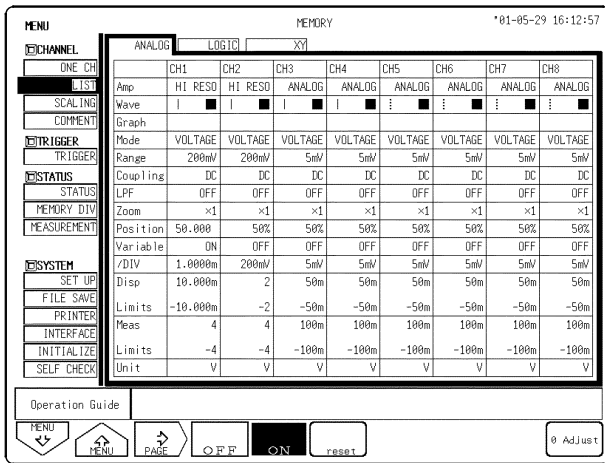 MENU MEMORY '01-05-29 16:12:57
CHANNEL
ONE CH
LIST
SCALING
COMMENT
TRIGGER
TRIGGER
STATUS
STATUS
MEMORY DIV
MEASUREMENT
SYSTEM
SET UP
FILE SAVE
PRINTER
INTERFACE
INITIALIZE
SELF CHECK
ANALOG LOGIC XY
CH1 CH2 CH3 CH4 CH5 CH6 CH7 CH8
Amp HI RESO HI RESO ANALOG ANALOG ANALOG ANALOG ANALOG ANALOG
Wave
Graph
Mode VOLTAGE VOLTAGE VOLTAGE VOLTAGE VOLTAGE VOLTAGE VOLTAGE VOLTAGE
Range 200mV 200mV 5mV 5mV 5mV 5mV 5mV 5mV
Coupling DC DC DC DC DC DC DC DC
LPF OFF OFF OFF OFF OFF OFF OFF OFF
Zoom ×1 ×1 ×1 ×1 ×1 ×1 ×1 ×1
Position 50.000 50% 50% 50% 50% 50% 50% 50%
Variable ON OFF OFF OFF OFF OFF OFF OFF
/DIV 1.0000m 200mV 5mV 5mV 5mV 5mV 5mV 5mV
Disp 10.000m 2 50m 50m 50m 50m 50m 50m
Limits -10.000m -2 -50m -50m -50m -50m -50m -50m
Meas 4 4 100m 100m 100m 100m 100m 100m
Limits -4 -4 -100m -100m -100m -100m -100m -100m
Unit V V V V V V V V
Operation Guide
MENU MENU PAGE OFF ON reset 0 Adjust